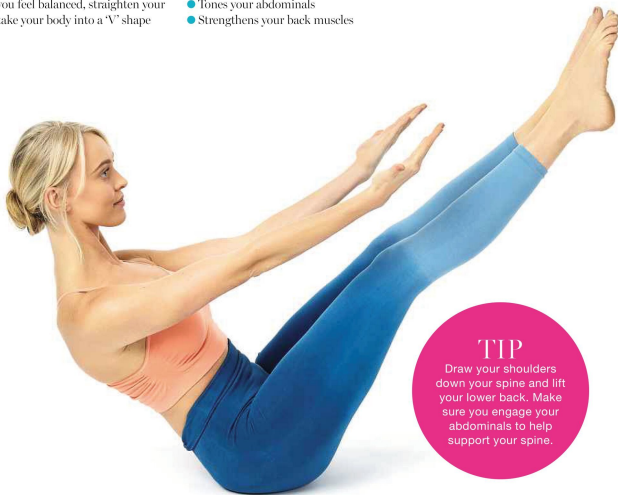 you feel balanced, straighten your
take your body into a ‘V’ shape
● Tones your abdominals
● Strengthens your back muscles
TIP
Draw your shoulders
down your spine and lift
your lower back. Make
sure you engage your
abdominals to help
support your spine.